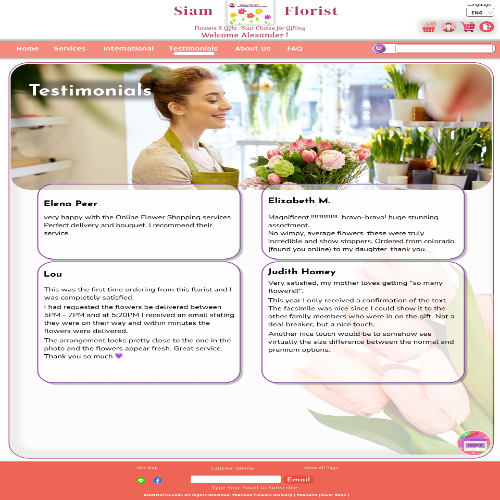 Language
ENG
Siam Florist
Flowers & Gifts . Your Choice for Gifting
Welcome Alexander !
Home Services International Testimonials About Us FAQ
Testimonials
Elena Peer
very happy with the Online Flower Shopping services.
Perfect delivery and bouquet. I recommend their
service
Elizabeth M.
Magnificent !!!!!!!!!!!!! bravo-bravo! huge stunning
assortment.
No wimpy, average flowers, these were truly
incredible and show stoppers. Ordered from colorado
(found you online) to my daughter. thank you.
Lou
This was the first time ordering from this florist and I
was completely satisfied.
I had requested the flowers be delivered between
5PM - 7PM and at 5:20PM I received an email stating
they were on their way and within minutes the
flowers were delivered.
The arrangement looks pretty close to the one in the
photo and the flowers appear fresh. Great service.
Thank you so much 💜
Judith Homey
Very satisfied, my mother loves getting "so many
flowers!!".
This year I only received a confirmation of the text.
The facsimile was nice since I could show it to the
other family members who were in on the gift. Not a
deal breaker, but a nice touch.
Another nice touch would be to somehow see
virtually the size difference between the normal and
premium options.
Site Map Customer Service Show All Tags
Email
Type Your Email to Subscribe